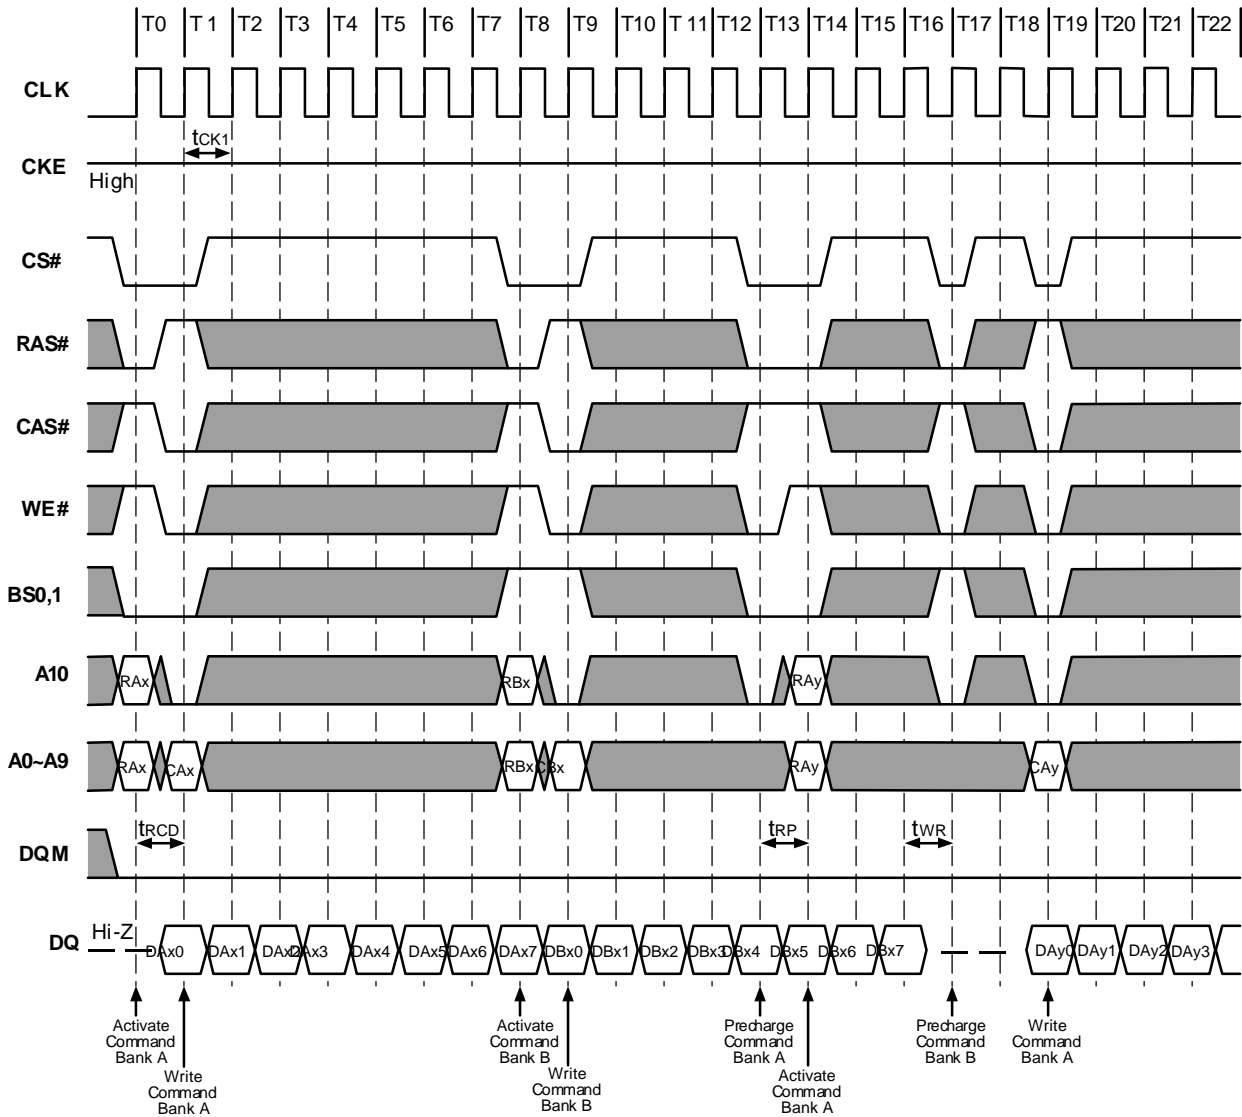 T0 T 1 T2 T3 T4 T5 T6 T7 T8 T9 T10 T 11 T12 T13 T14 T15 T16 T17 T18 T19 T20 T21 T22
CLK
tCK1
CKE
High
CS#
RAS#
CAS#
WE#
BS0,1
A10
RAx RBx RAy
A0~A9
RAx CAx RBx CBx RAy CAy
tRCD tRP tWR
DQM
Hi-Z
DQ
DAx0 DAx1 DAx2 DAx3 DAx4 DAx5 DAx6 DAx7 DBx0 DBx1 DBx2 DBx3 DBx4 DBx5 DBx6 DBx7 DAy0 DAy1 DAy2 DAy3
Activate
Command
Bank A
Write
Command
Bank A
Activate
Command
Bank B
Write
Command
Bank B
Precharge
Command
Bank A
Activate
Command
Bank A
Precharge
Command
Bank B
Write
Command
Bank A